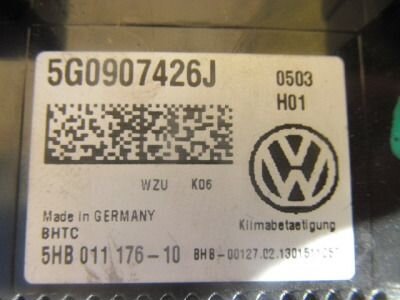 5G0907426J
0503
H01
WZU K06
Made in GERMANY
BHTC
Klimabetaetigung
5HB 011 176-10